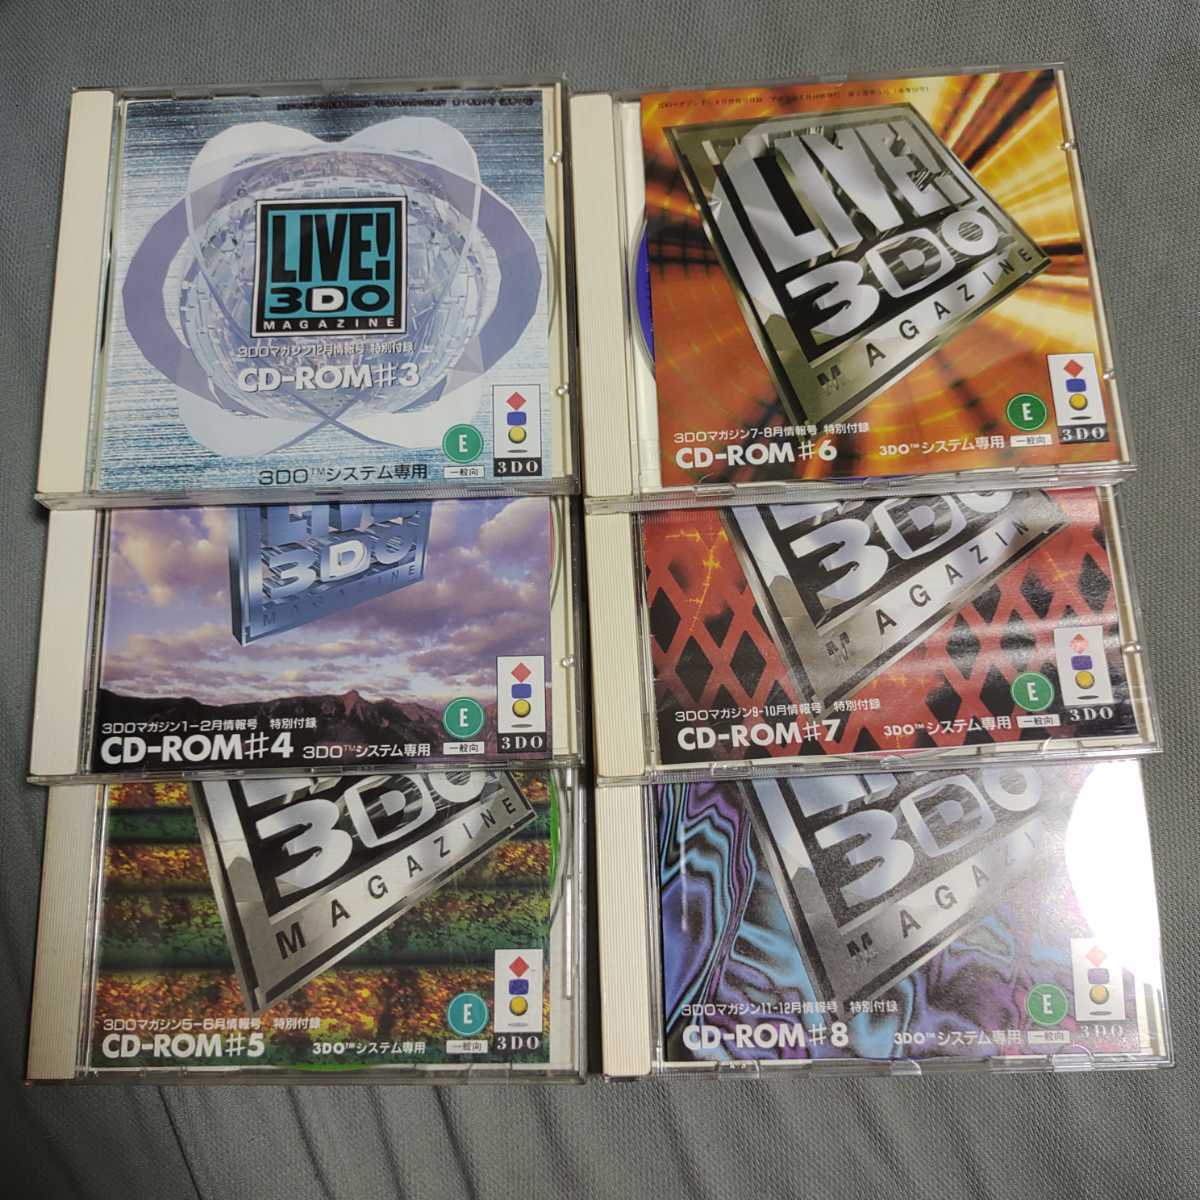 LIVE!
3DO
MAGAZINE
3DOマガジン12月情報号 特別付録
CD-ROM#3
E
一般向
3DO
3DO™システム専用
LIVE!
3DO
MAGAZINE
3DOマガジン7-8月情報号 特別付録
CD-ROM#6
3DO™システム専用
E
一般向
3DO
3DO
MAGAZINE
3DOマガジン1-2月情報号 特別付録
CD-ROM#4
3DO™システム専用
E
一般向
3DO
3DO
MAGAZIN
3DOマガジン9-10月情報号 特別付録
CD-ROM#7
3DO™システム専用
E
一般向
3DO
3DO
MAGAZINE
3DOマガジン5-6月情報号 特別付録
CD-ROM#5
3DO™システム専用
E
一般向
3DO
3DO
MAGAZI
3DOマガジン11-12月情報号 特別付録
CD-ROM#8
3DO™システム専用
E
一般向
3DO